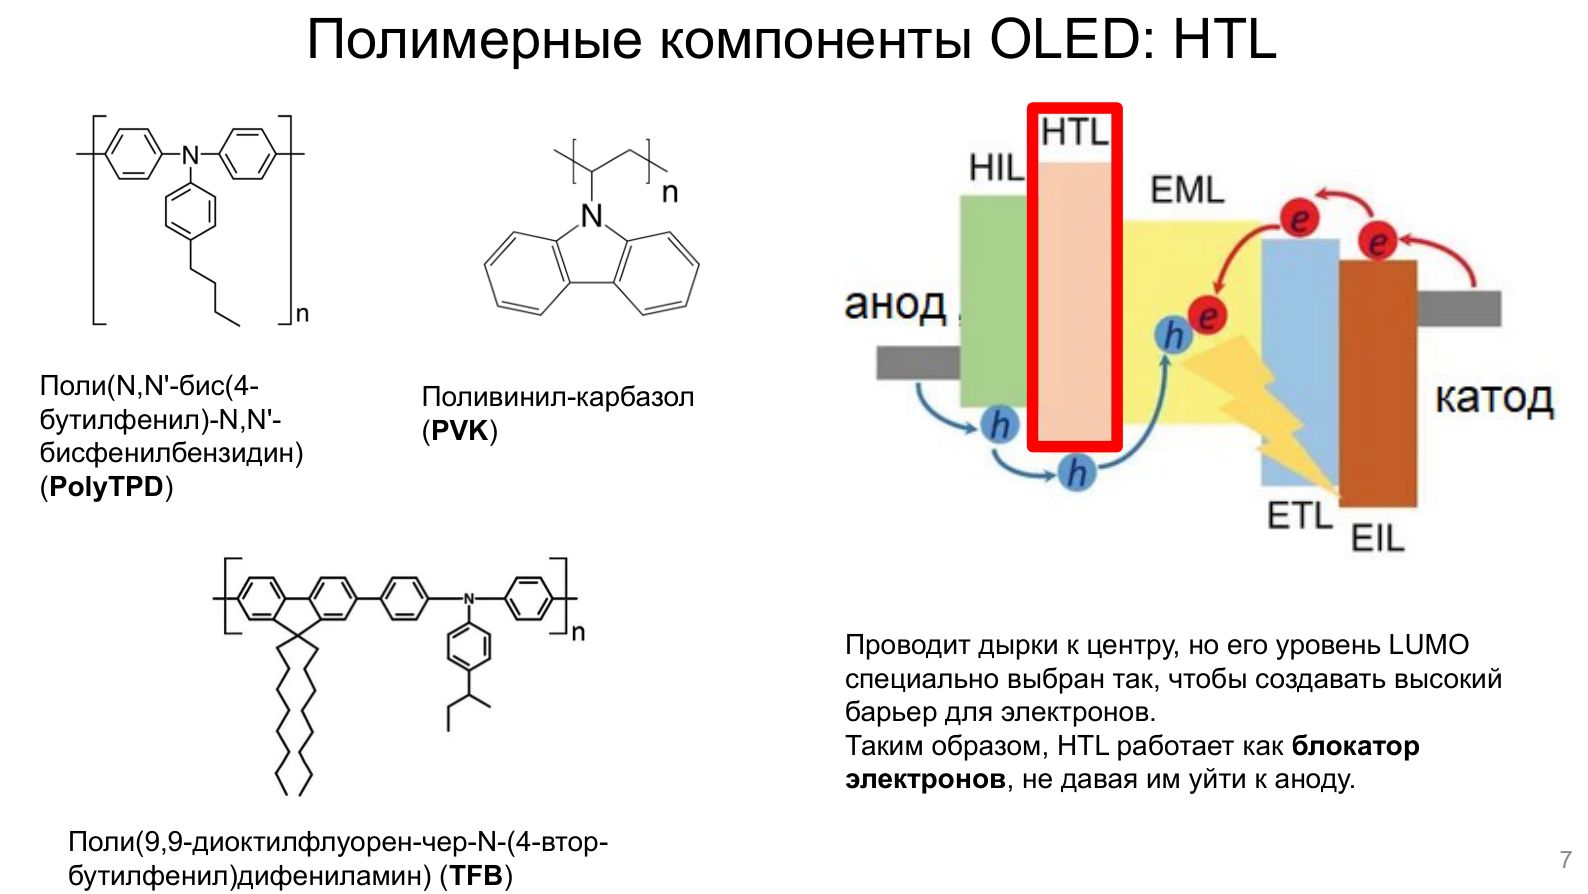 Полимерные компоненты OLED: HTL
N
n
Поли(N,N'-бис(4-
бутилфенил)-N,N'-
бисфенилбензидин)
(PolyTPD)
n
N
Поливинил-карбазол
(PVK)
N
n
Поли(9,9-диоктилфлуорен-чер-N-(4-втор-
бутилфенил)дифениламин) (TFB)
HTL
HIL
EML
e
e
анод
e
h
катод
h
h
ETL
EIL
Проводит дырки к центру, но его уровень LUMO
специально выбран так, чтобы создавать высокий
барьер для электронов.
Таким образом, HTL работает как блокатор
электронов, не давая им уйти к аноду.
7